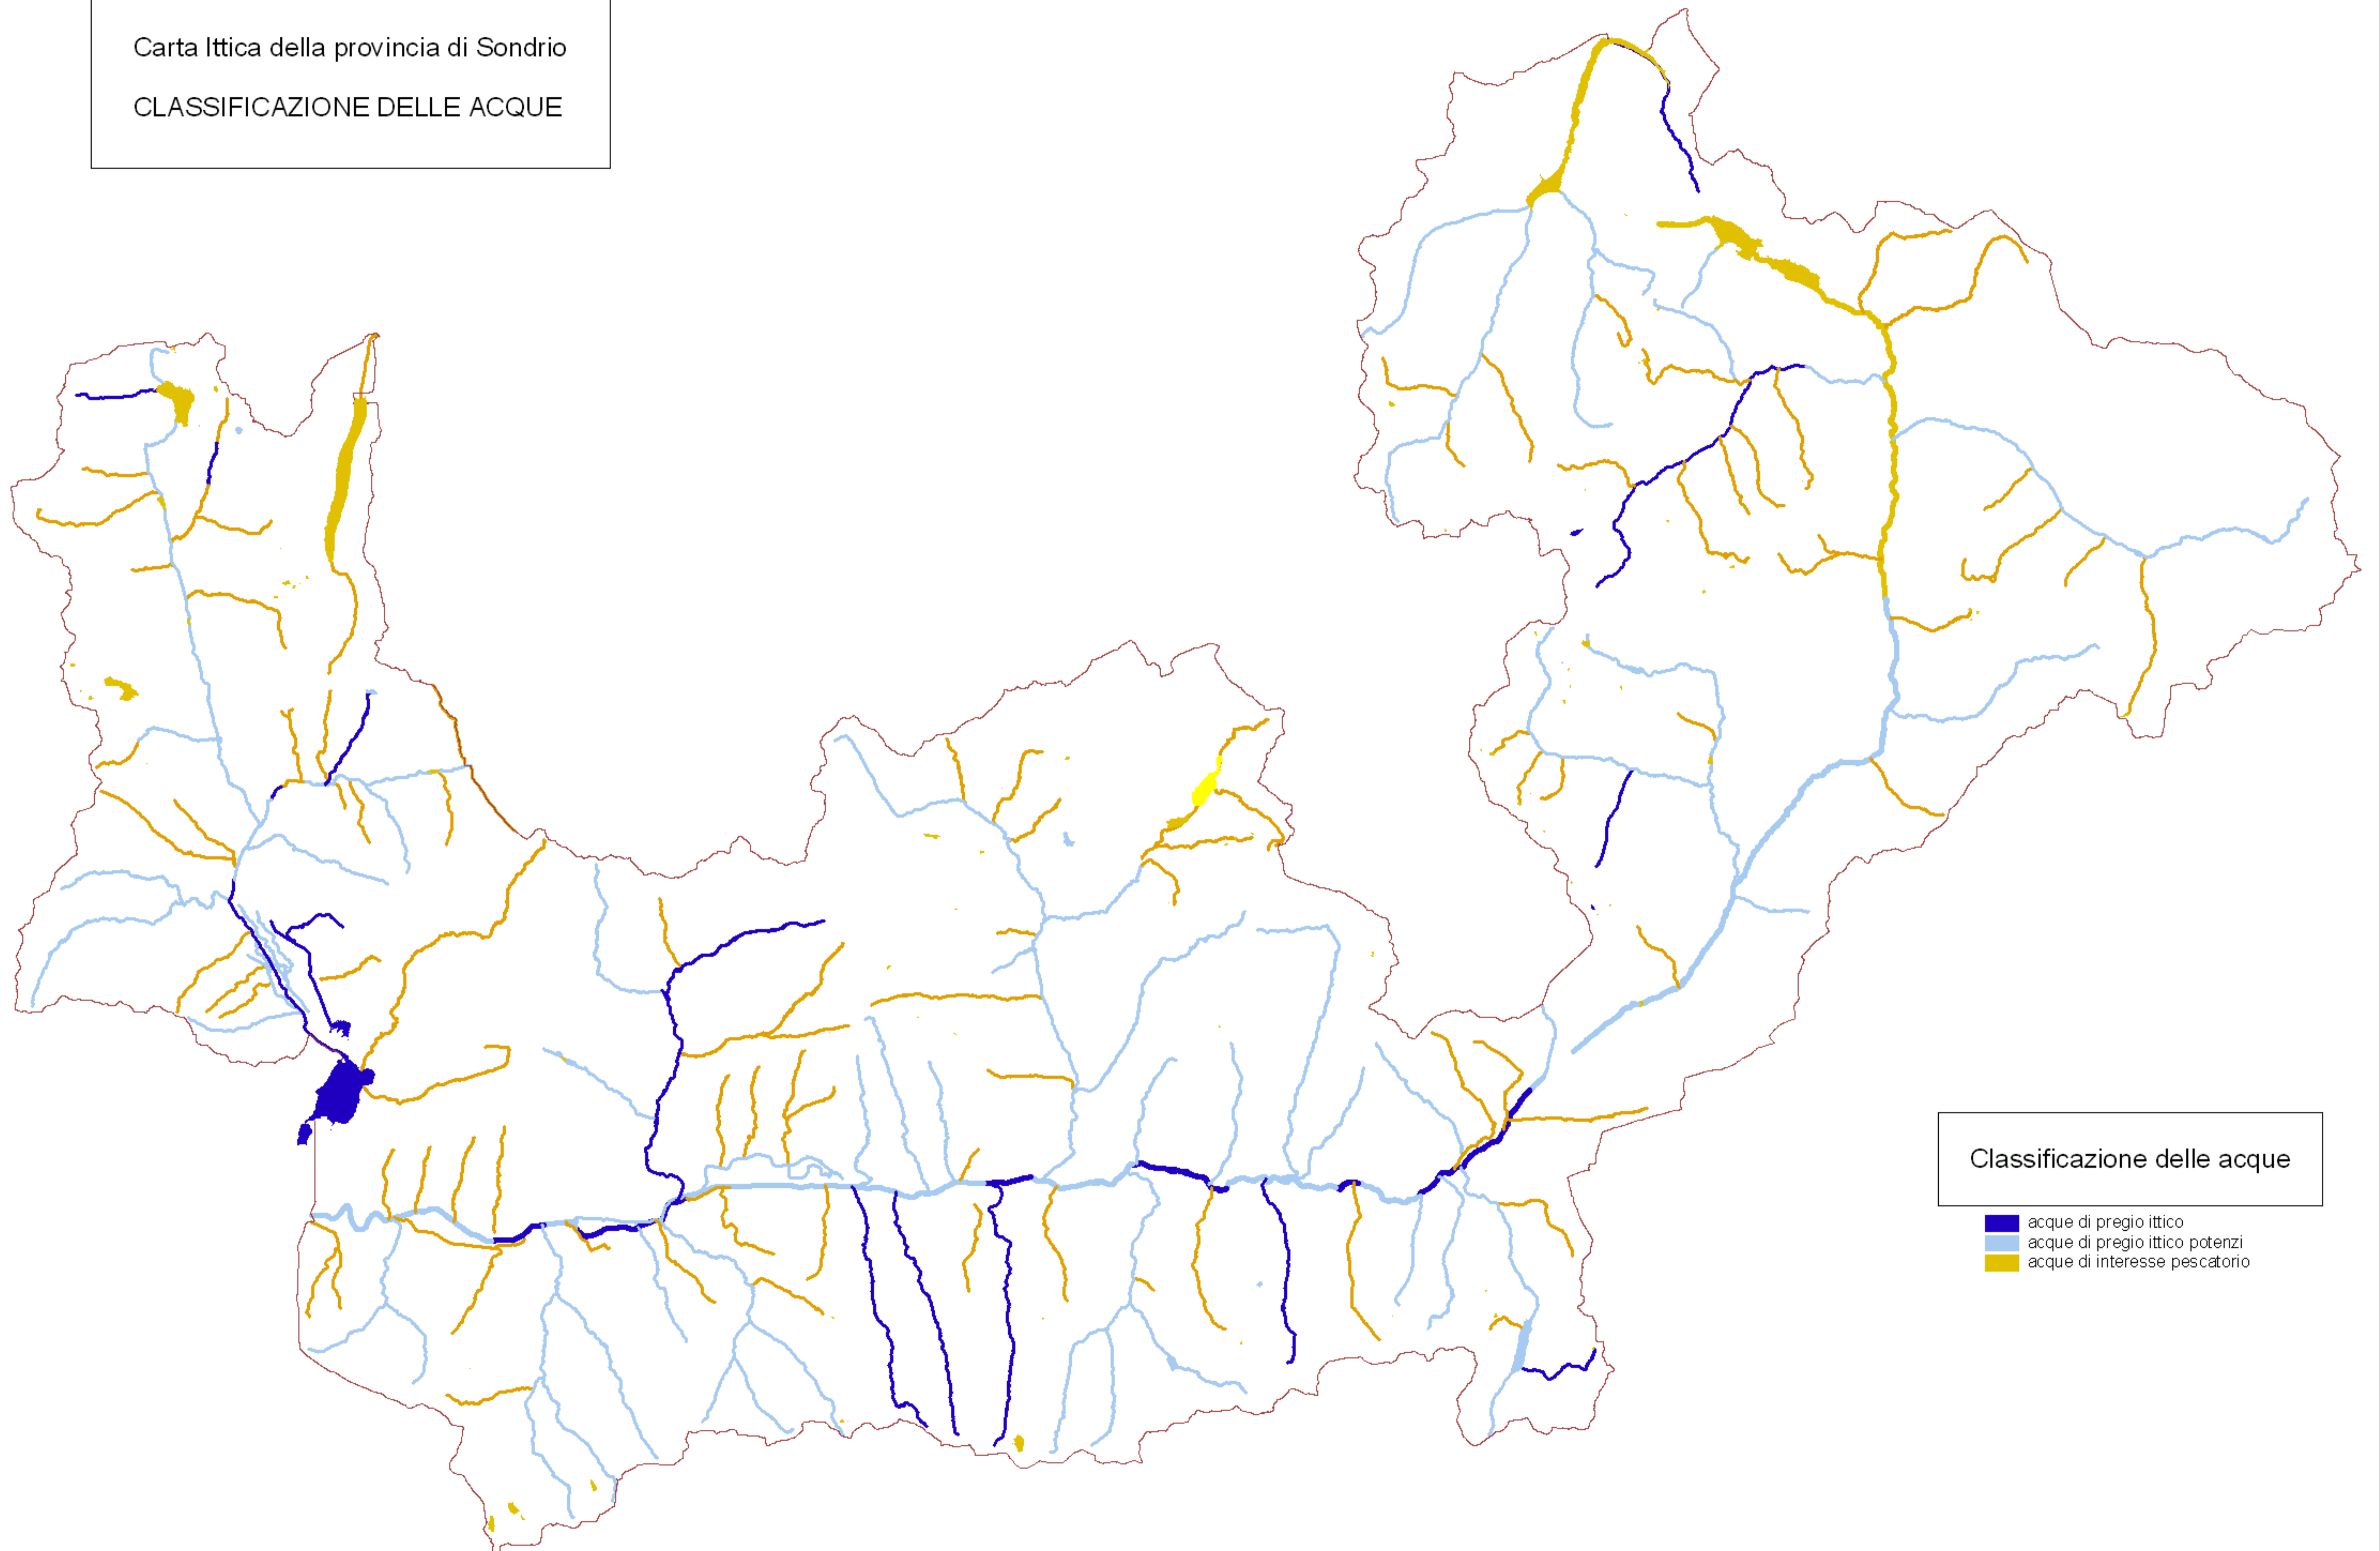 Carta Ittica della provincia di Sondrio
CLASSIFICAZIONE DELLE ACQUE
Classificazione delle acque
acque di pregio ittico
acque di pregio ittico potenzi
acque di interesse pescatorio